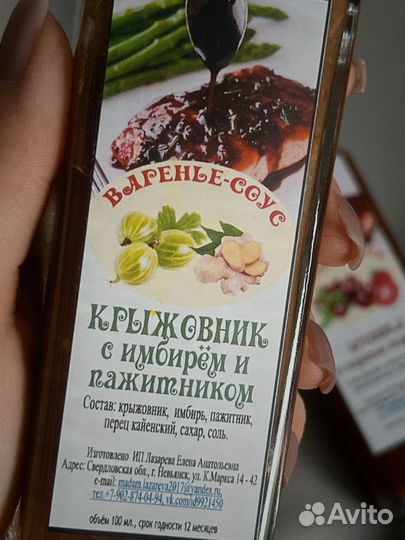 ВАРЕНЬЕ-СОУС
КРЫЖОВНИК
с имбирём и
пажитником
Состав: крыжовник, имбирь, пажитник,
перец кайенский, сахар, соль.
Изготовлено ИП Лазарева Елена Анатольевна
Адрес: Свердловская обл., г. Невьянск, ул. К.Маркса 14 - 42
e-mail: madam.lazareva2017@yandex.ru,
тел.+7-902-874-04-94, vk.com/id9921450
объём 100 мл., срок годности 12 месяцев
Avito